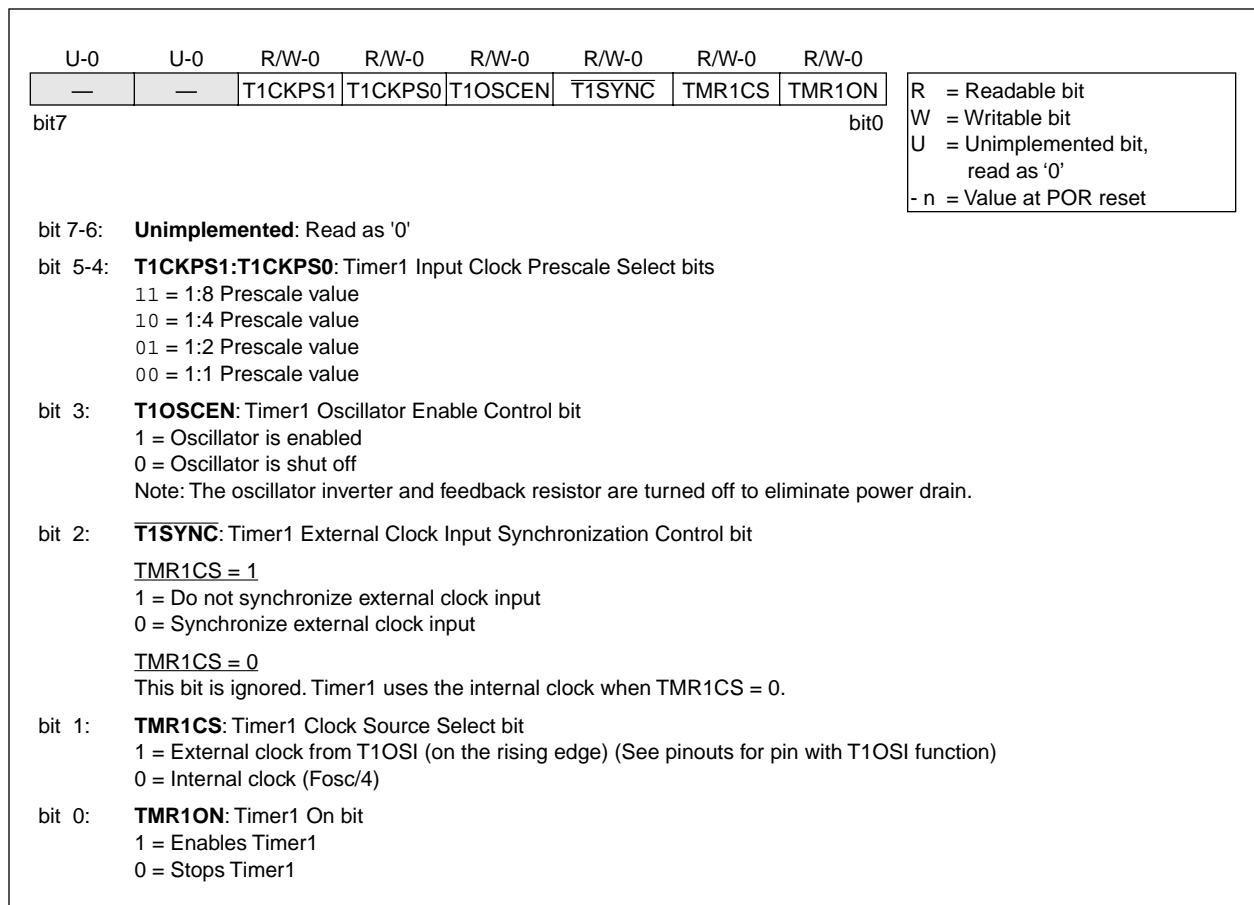 U-0 U-0 R/W-0 R/W-0 R/W-0 R/W-0 R/W-0 R/W-0
— — T1CKPS1 T1CKPS0 T1OSCEN T1SYNC TMR1CS TMR1ON
bit7 bit0
R = Readable bit
W = Writable bit
U = Unimplemented bit,
read as ‘0’
- n = Value at POR reset
bit 7-6: Unimplemented: Read as '0'
bit 5-4: T1CKPS1:T1CKPS0: Timer1 Input Clock Prescale Select bits
11 = 1:8 Prescale value
10 = 1:4 Prescale value
01 = 1:2 Prescale value
00 = 1:1 Prescale value
bit 3: T1OSCEN: Timer1 Oscillator Enable Control bit
1 = Oscillator is enabled
0 = Oscillator is shut off
Note: The oscillator inverter and feedback resistor are turned off to eliminate power drain.
bit 2: T1SYNC: Timer1 External Clock Input Synchronization Control bit
TMR1CS = 1
1 = Do not synchronize external clock input
0 = Synchronize external clock input
TMR1CS = 0
This bit is ignored. Timer1 uses the internal clock when TMR1CS = 0.
bit 1: TMR1CS: Timer1 Clock Source Select bit
1 = External clock from T1OSI (on the rising edge) (See pinouts for pin with T1OSI function)
0 = Internal clock (Fosc/4)
bit 0: TMR1ON: Timer1 On bit
1 = Enables Timer1
0 = Stops Timer1